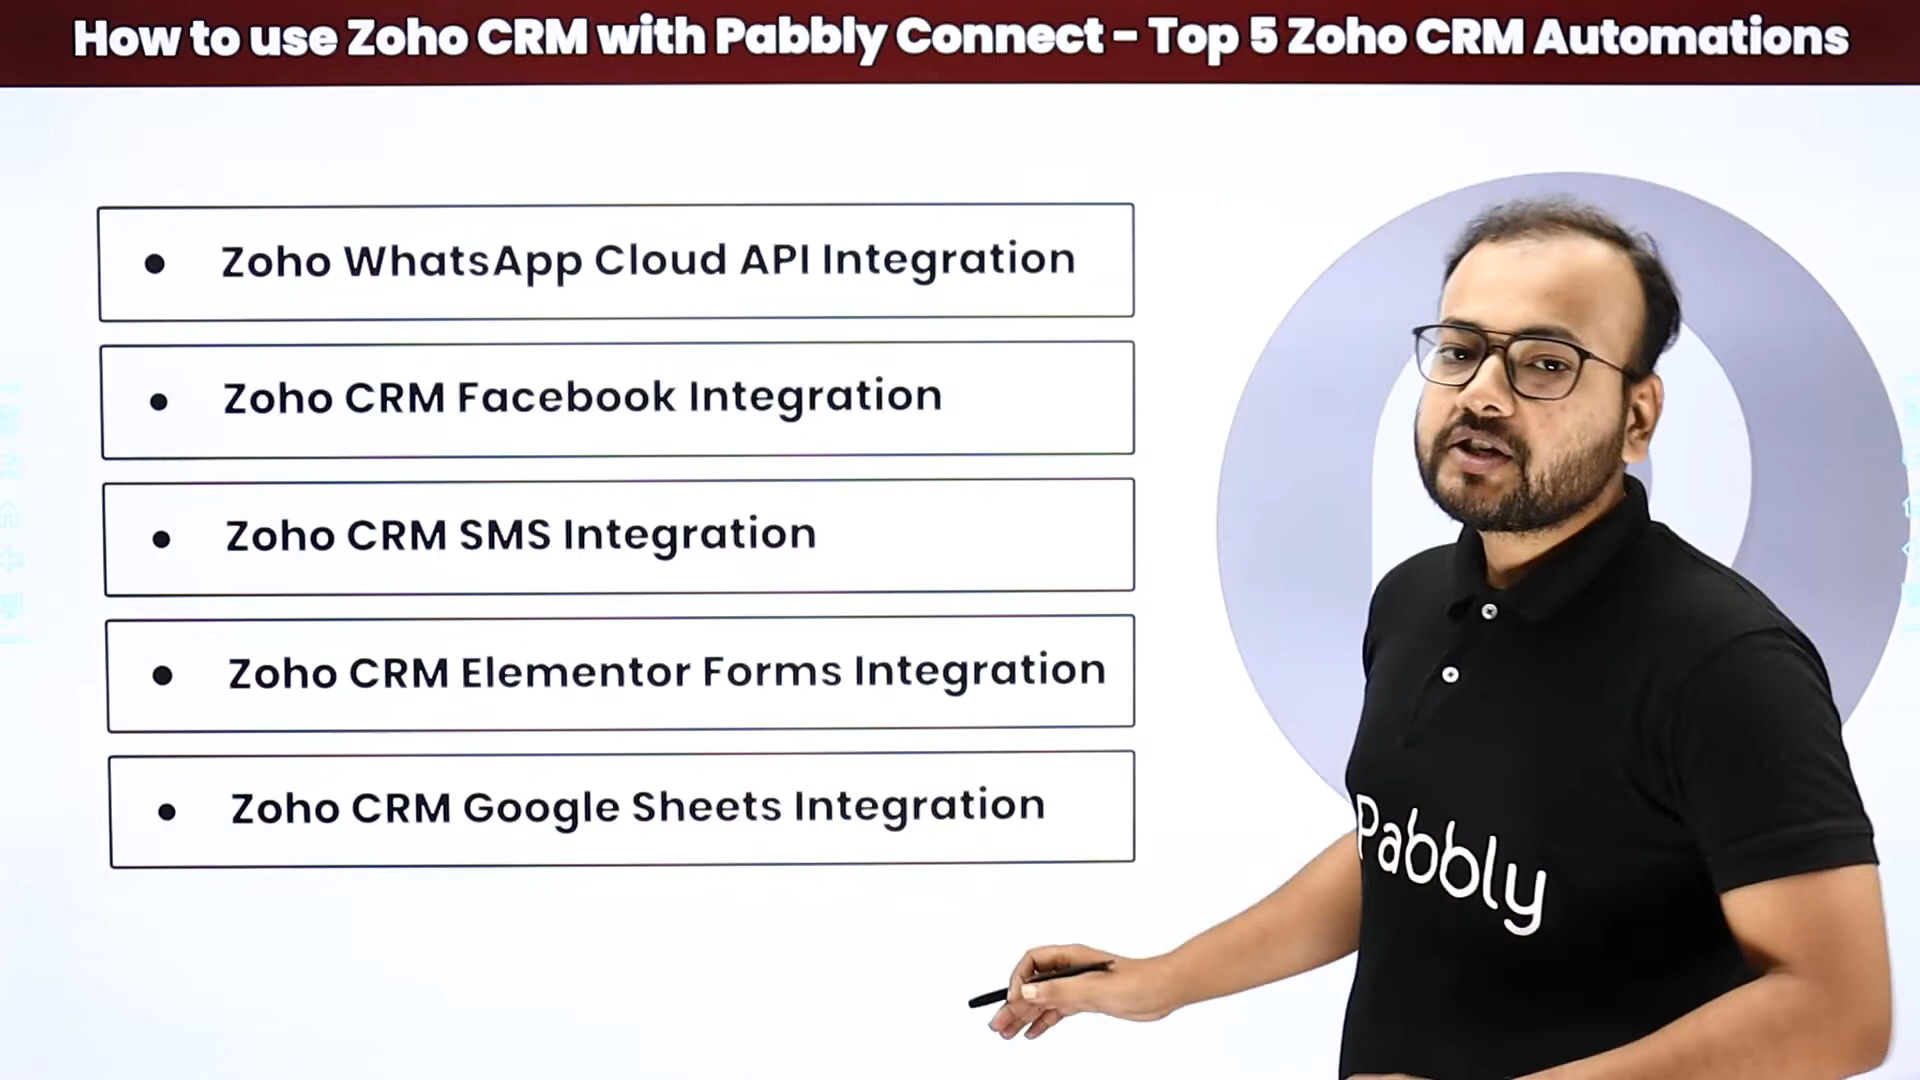 How to use Zoho CRM with Pabbly Connect - Top 5 Zoho CRM Automations
• Zoho WhatsApp Cloud API Integration
• Zoho CRM Facebook Integration
• Zoho CRM SMS Integration
• Zoho CRM Elementor Forms Integration
• Zoho CRM Google Sheets Integration
Pabbly